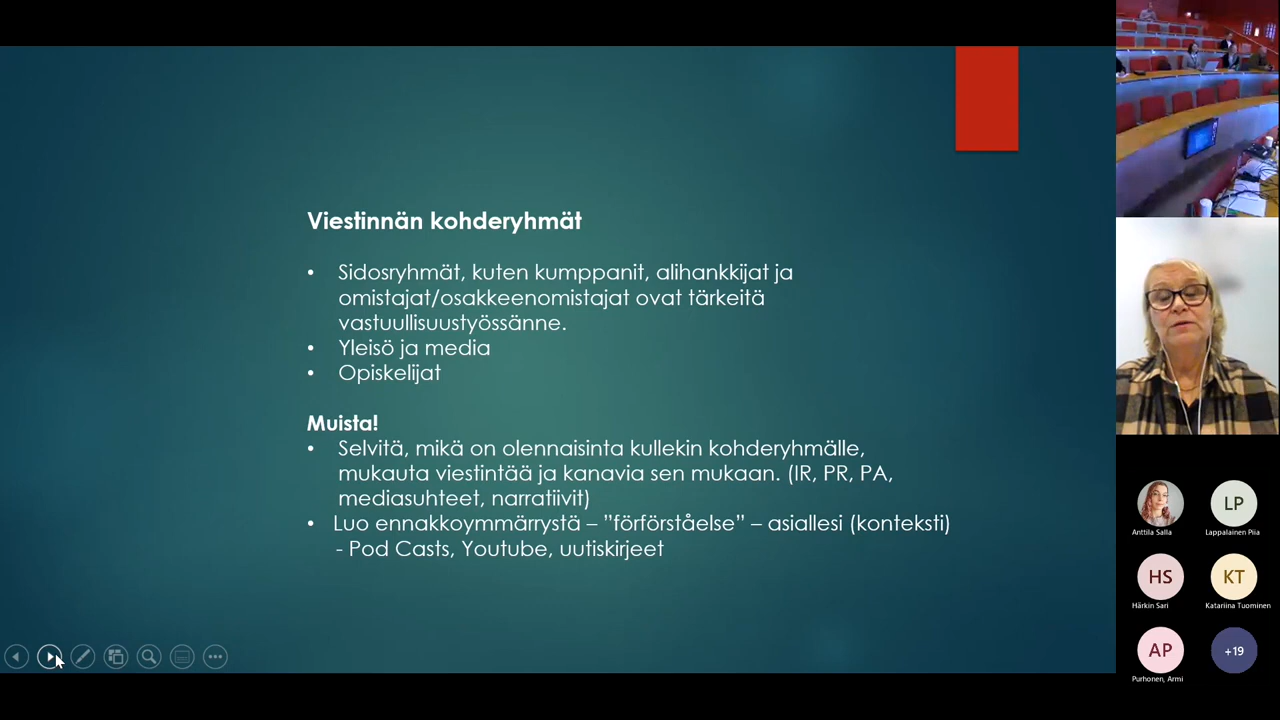 Viestinnän kohderyhmät
• Sidosryhmät, kuten kumppanit, alihankkijat ja
omistajat/osakkeenomistajat ovat tärkeitä
vastuullisuustyössänne.
• Yleisö ja media
• Opiskelijat
Muista!
• Selvitä, mikä on olennaisinta kullekin kohderyhmälle,
mukauta viestintää ja kanavia sen mukaan. (IR, PR, PA,
mediasuhteet, narratiivit)
• Luo ennakkoymmärrystä – ”förförståelse” – asiallesi (konteksti)
- Pod Casts, Youtube, uutiskirjeet
Anttila Salla
LP
Lappalainen Piia
HS
Härkin Sari
KT
Katariina Tuominen
AP
Purhonen, Armi
+19